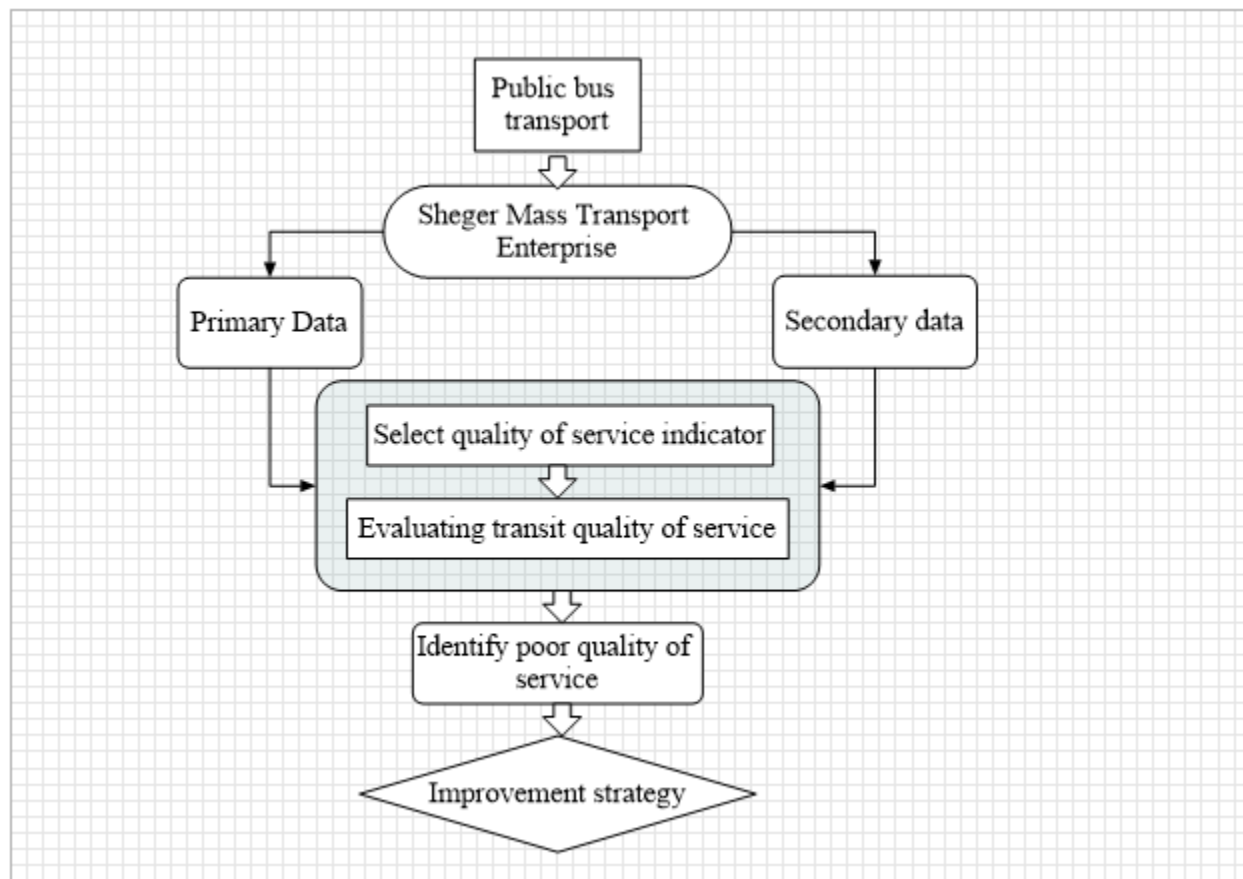 Public bus
transport
Sheger Mass Transport
Enterprise
Primary Data
Secondary data
Select quality of service indicator
Evaluating transit quality of service
Identify poor quality of
service
Improvement strategy